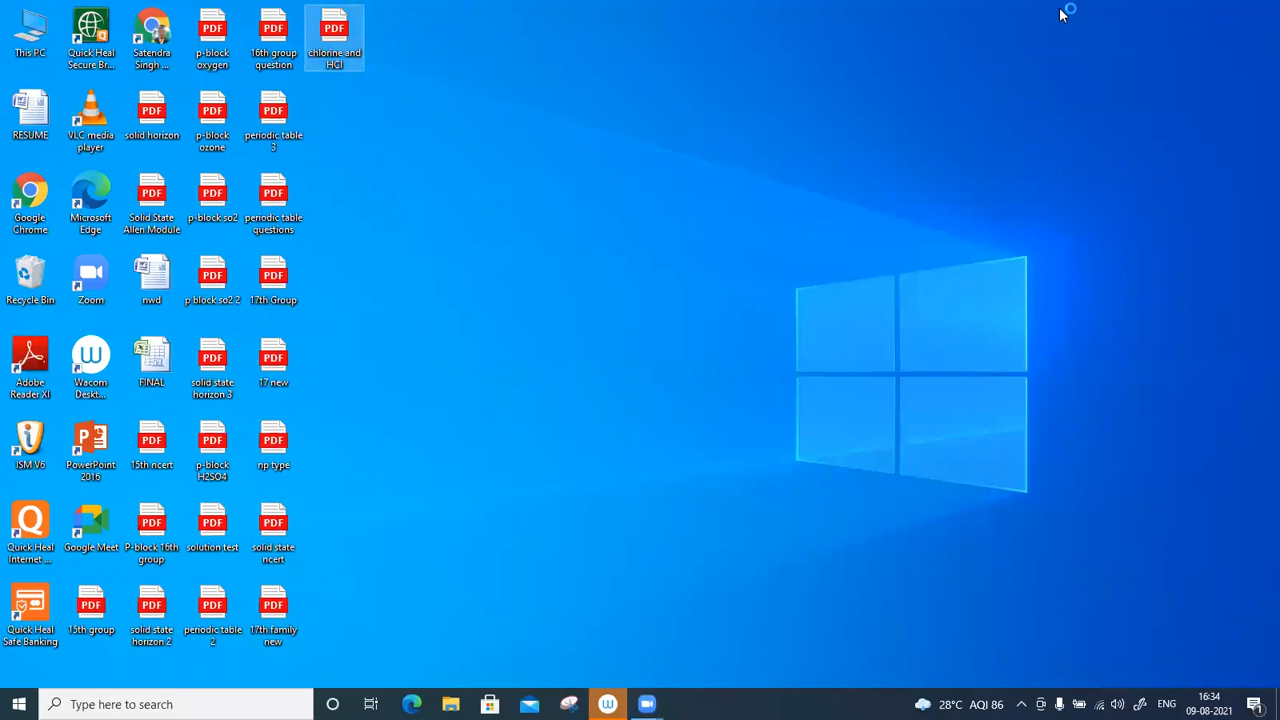 This PC
Quick Heal
Secure Br...
Satendra
Singh ...
PDF
p-block
oxygen
PDF
16th group
question
PDF
chlorine and
HCl
RESUME
VLC media
player
PDF
solid horizon
PDF
p-block
ozone
PDF
periodic table
3
Google
Chrome
Microsoft
Edge
PDF
Solid State
Allen Module
PDF
p-block so2
PDF
periodic table
questions
Recycle Bin
Zoom
nwd
PDF
p block so2 2
PDF
17th Group
Adobe
Reader XI
Wacom
Deskt...
FINAL
PDF
solid state
horizon 3
PDF
17 new
iSM V6
PowerPoint
2016
PDF
15th ncert
PDF
p-block
H2SO4
PDF
np type
Quick Heal
Internet ...
Google Meet
PDF
P-block 16th
group
PDF
solution test
PDF
solid state
ncert
Quick Heal
Safe Banking
PDF
15th group
PDF
solid state
horizon 2
PDF
periodic table
2
PDF
17th family
new
Type here to search
28°C AQI 86
ENG
16:34
09-08-2021